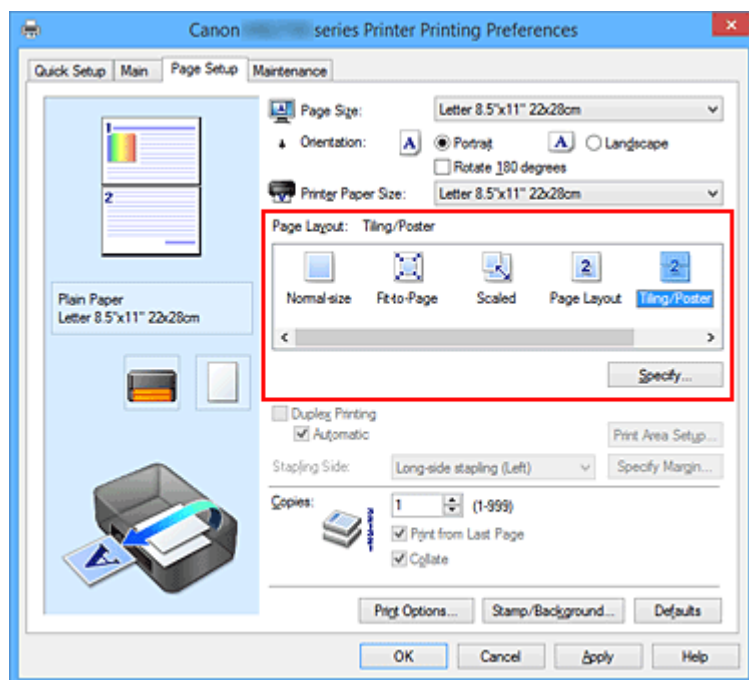 Canon series Printer Printing Preferences
Quick Setup Main Page Setup Maintenance
Page Size: Letter 8.5"x11" 22x28cm
Orientation: A Portrait A Landscape
Rotate 180 degrees
Printer Paper Size: Letter 8.5"x11" 22x28cm
Page Layout: Tiling/Poster
1
2
2 2
Normal-size Fit-to-Page Scaled Page Layout Tiling/Poster
Plain Paper
Letter 8.5"x11" 22x28cm
Specify...
Duplex Printing
Automatic
Print Area Setup...
Stapling Side: Long-side stapling (Left) Specify Margin...
Copies: 1 (1-999)
Print from Last Page
Collate
A
Print Options... Stamp/Background... Defaults
OK Cancel Apply Help